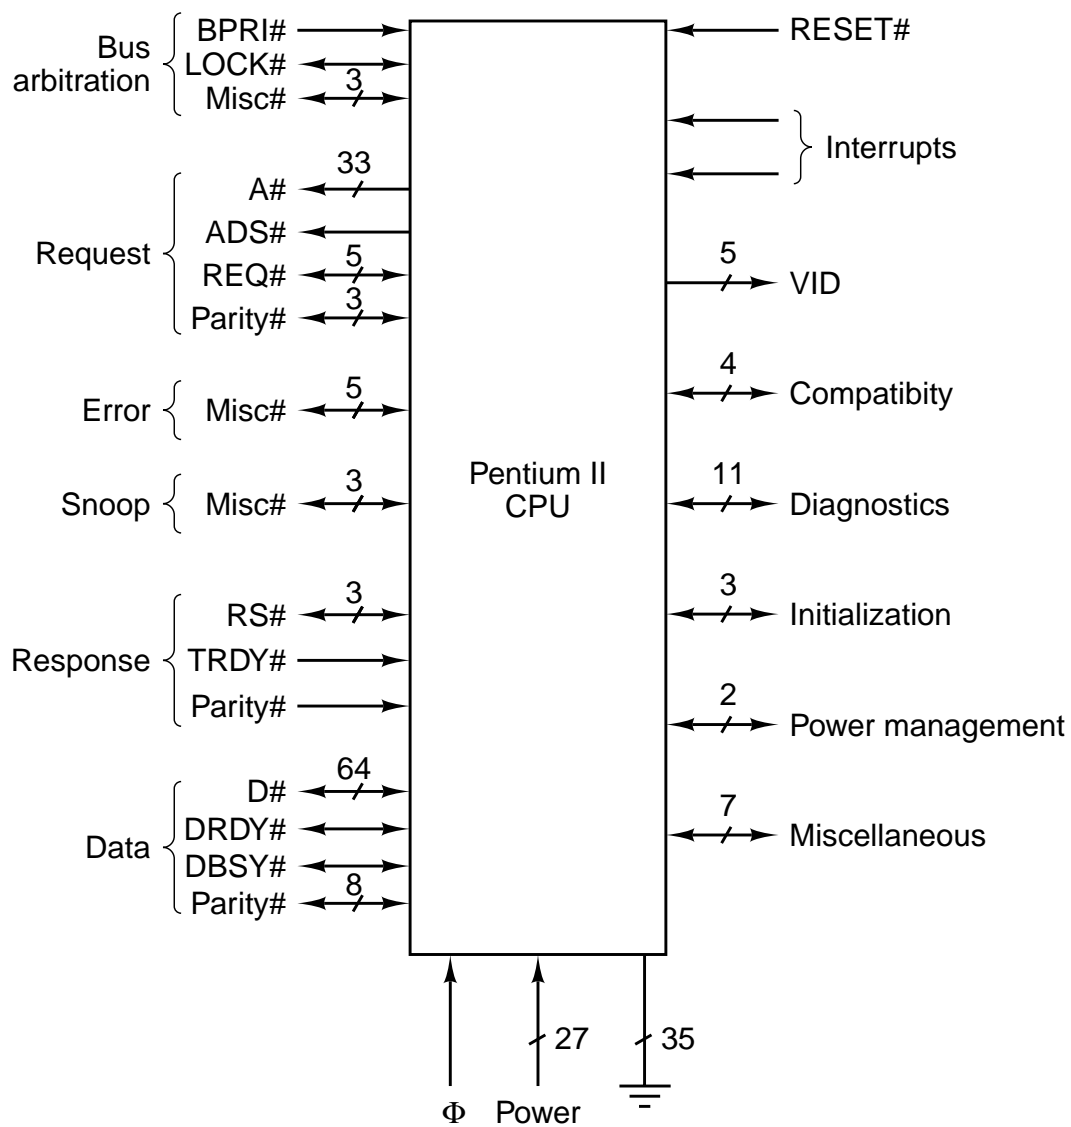 Bus
arbitration
BPRI#
LOCK#
Misc#
3
Request
A#
33
ADS#
REQ#
5
Parity#
3
Error
Misc#
5
Snoop
Misc#
3
Response
RS#
3
TRDY#
Parity#
Data
D#
64
DRDY#
DBSY#
Parity#
8
Pentium II
CPU
RESET#
Interrupts
5
VID
4
Compatibity
11
Diagnostics
3
Initialization
2
Power management
7
Miscellaneous
27
35
Φ
Power